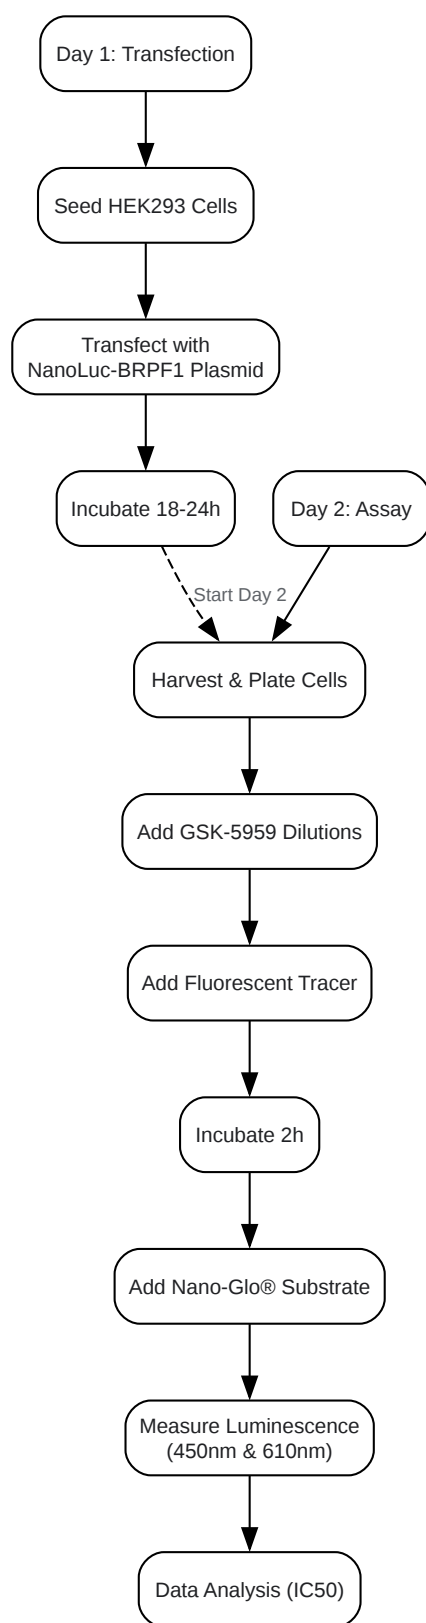 Day 1: Transfection
Seed HEK293 Cells
Transfect with
NanoLuc-BRPF1 Plasmid
Incubate 18-24h
Day 2: Assay
Start Day 2
Harvest & Plate Cells
Add GSK-5959 Dilutions
Add Fluorescent Tracer
Incubate 2h
Add Nano-Glo® Substrate
Measure Luminescence
(450nm & 610nm)
Data Analysis (IC50)